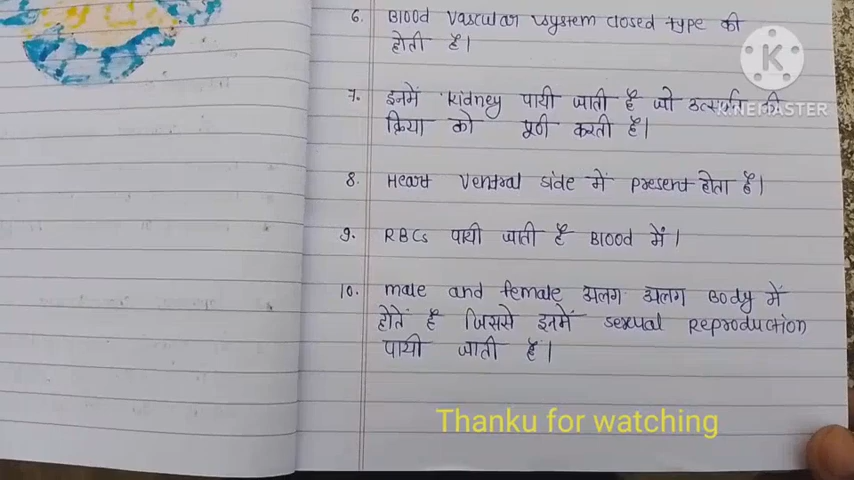 6. Blood vascular system closed type की
होती है।
7. इनमें kidney पायी जाती है जो उत्सर्जन की
क्रिया को पूर्ण करती है।
8. Heart ventral side में present होता है।
9. RBCs पायी जाती है Blood में।
10. male and female अलग अलग Body में
होतें है जिससे इनमें sexual Reproduction
पायी जाती है।
K
KINEMASTER
Thanku for watching